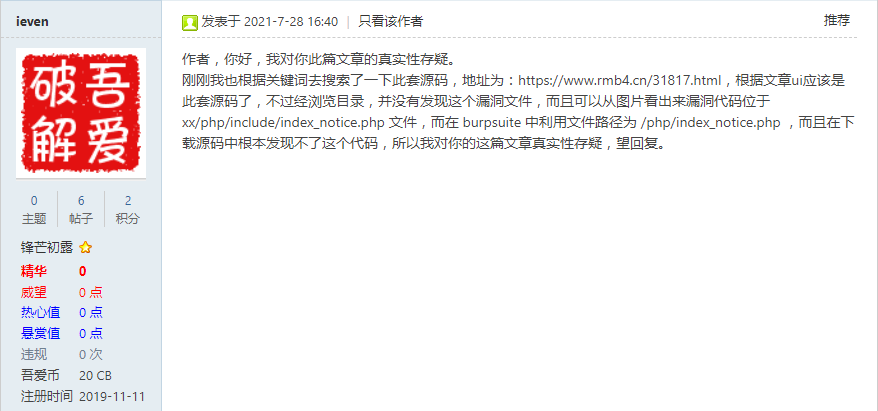 ieven
发表于 2021-7-28 16:40 | 只看该作者
推荐
吾爱
破解
0 6 2
主题 帖子 积分
锋芒初露
精华 0
威望 0 点
热心值 0 点
悬赏值 0 点
违规 0 次
吾爱币 20 CB
注册时间 2019-11-11
作者，你好，我对你此篇文章的真实性存疑。
刚刚我也根据关键词去搜索了一下此套源码，地址为：https://www.rmb4.cn/31817.html，根据文章ui应该是
此套源码了，不过经浏览目录，并没有发现这个漏洞文件，而且可以从图片看出来漏洞代码位于
xx/php/include/index_notice.php 文件，而在 burpsuite 中利用文件路径为 /php/index_notice.php ，而且在下
载源码中根本发现不了这个代码，所以我对你的这篇文章真实性存疑，望回复。